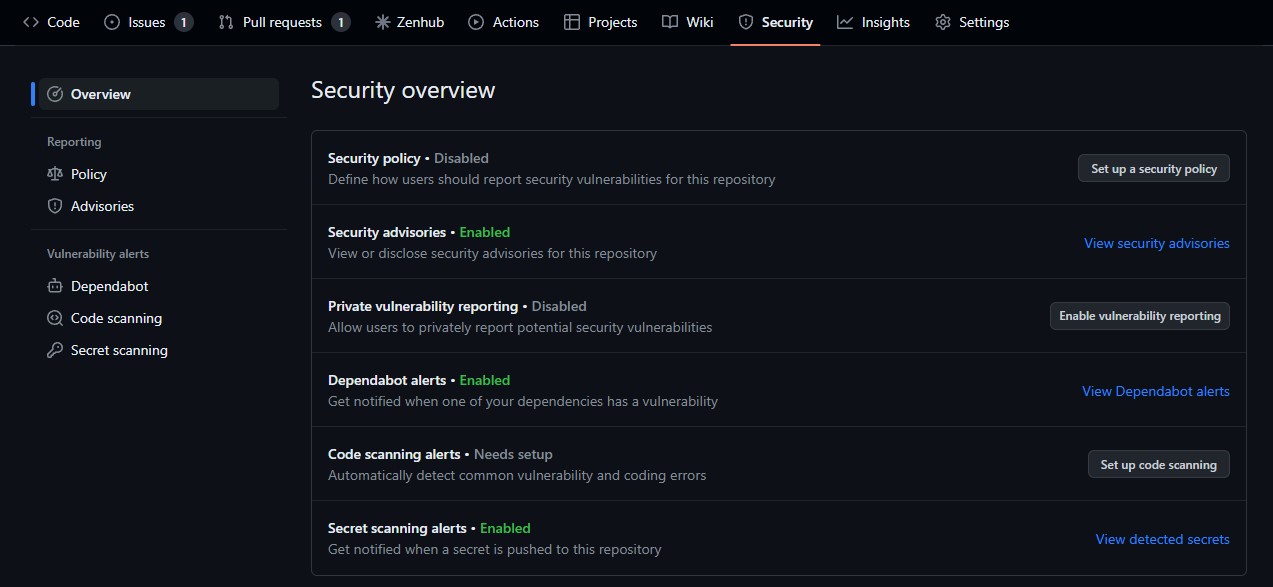 Code Issues 1 Pull requests 1 Zenhub Actions Projects Wiki Security Insights Settings
Overview
Reporting
Policy
Advisories
Vulnerability alerts
Dependabot
Code scanning
Secret scanning
Security overview
Security policy • Disabled
Define how users should report security vulnerabilities for this repository
Set up a security policy
Security advisories • Enabled
View or disclose security advisories for this repository
View security advisories
Private vulnerability reporting • Disabled
Allow users to privately report potential security vulnerabilities
Enable vulnerability reporting
Dependabot alerts • Enabled
Get notified when one of your dependencies has a vulnerability
View Dependabot alerts
Code scanning alerts • Needs setup
Automatically detect common vulnerability and coding errors
Set up code scanning
Secret scanning alerts • Enabled
Get notified when a secret is pushed to this repository
View detected secrets